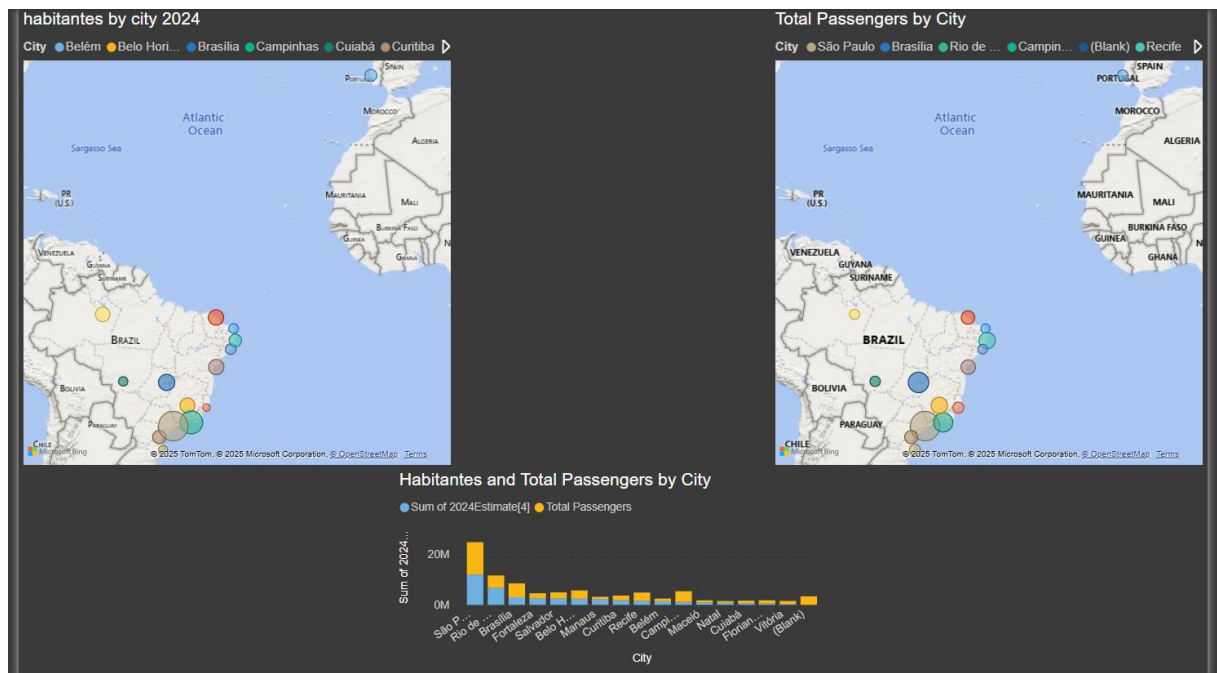 habitantes by city 2024
City Belém Belo Hori... Brasília Campinhas Cuiabá Curitiba
SPAIN
PORTUGAL
MOROCCO
Atlantic
Ocean
ALGERIA
Sargasso Sea
PR
(U.S.)
MAURITANIA
MALI
BURKINA FASO
GUINEA
N
GHANA
VENEZUELA
GUYANA
SURINAME
BRAZIL
BOLIVIA
PARAGUAY
CHILE
Microsoft Bing
© 2025 TomTom, © 2025 Microsoft Corporation, © OpenStreetMap Terms
Total Passengers by City
City São Paulo Brasília Rio de ... Campin... (Blank) Recife
SPAIN
PORTUGAL
MOROCCO
Atlantic
Ocean
ALGERIA
Sargasso Sea
PR
(U.S.)
MAURITANIA
MALI
BURKINA FASO
GUINEA
N
GHANA
VENEZUELA
GUYANA
SURINAME
BRAZIL
BOLIVIA
PARAGUAY
CHILE
Microsoft Bing
© 2025 TomTom, © 2025 Microsoft Corporation, © OpenStreetMap Terms
Habitantes and Total Passengers by City
Sum of 2024Estimate[4] Total Passengers
Sum of 2024...
20M
0M
São P...
Rio de ...
Brasília
Fortaleza
Salvador
Belo H...
Manaus
Curitiba
Recife
Belém
Campi...
Maceió
Natal
Cuiabá
Florian...
Vitória
(Blank)
City